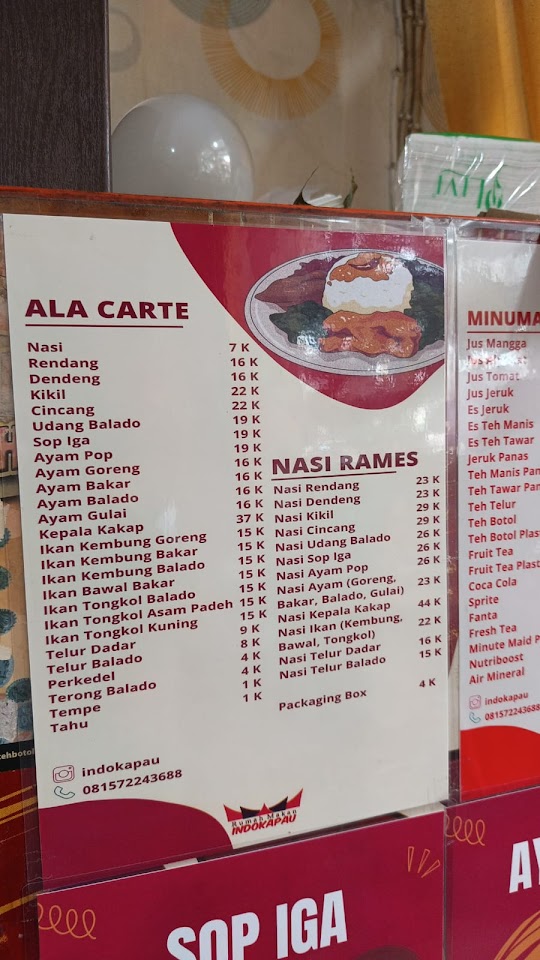 LIVI
ALA CARTE
Nasi 7 K
Rendang 16 K
Dendeng 16 K
Kikil 22 K
Cincang 22 K
Udang Balado 19 K
Sop Iga 19 K
Ayam Pop 19 K
Ayam Goreng 16 K
Ayam Bakar 16 K
Ayam Balado 16 K
Ayam Gulai 16 K
Kepala Kakap 37 K
Ikan Kembung Goreng 15 K
Ikan Kembung Bakar 15 K
Ikan Kembung Balado 15 K
Ikan Bawal Bakar 15 K
Ikan Tongkol Balado 15 K
Ikan Tongkol Asam Padeh 15 K
Ikan Tongkol Kuning 15 K
Telur Dadar 9 K
Telur Balado 8 K
Perkedel 4 K
Terong Balado 4 K
Tempe 1 K
Tahu 1 K
NASI RAMES
Nasi Rendang 23 K
Nasi Dendeng 23 K
Nasi Kikil 29 K
Nasi Cincang 29 K
Nasi Udang Balado 26 K
Nasi Sop Iga 26 K
Nasi Ayam Pop 26 K
Nasi Ayam (Goreng,
Bakar, Balado, Gulai) 23 K
Nasi Kepala Kakap 44 K
Nasi Ikan (Kembung,
Bawal, Tongkol) 22 K
Nasi Telur Dadar 16 K
Nasi Telur Balado 15 K
Packaging Box 4 K
indokapau
081572243688
Rumah Makan
INDOKAPAU
MINUMA
Jus Mangga
Jus Tomat
Jus Jeruk
Es Jeruk
Es Teh Manis
Es Teh Tawar
Jeruk Panas
Teh Manis Pan
Teh Tawar Pan
Teh Telur
Teh Botol
Teh Botol Plast
Fruit Tea
Fruit Tea Plast
Coca Cola
Sprite
Fanta
Fresh Tea
Minute Maid P
Nutriboost
Air Mineral
indokapau
081572243688
tehbotol
SOP IGA
AY